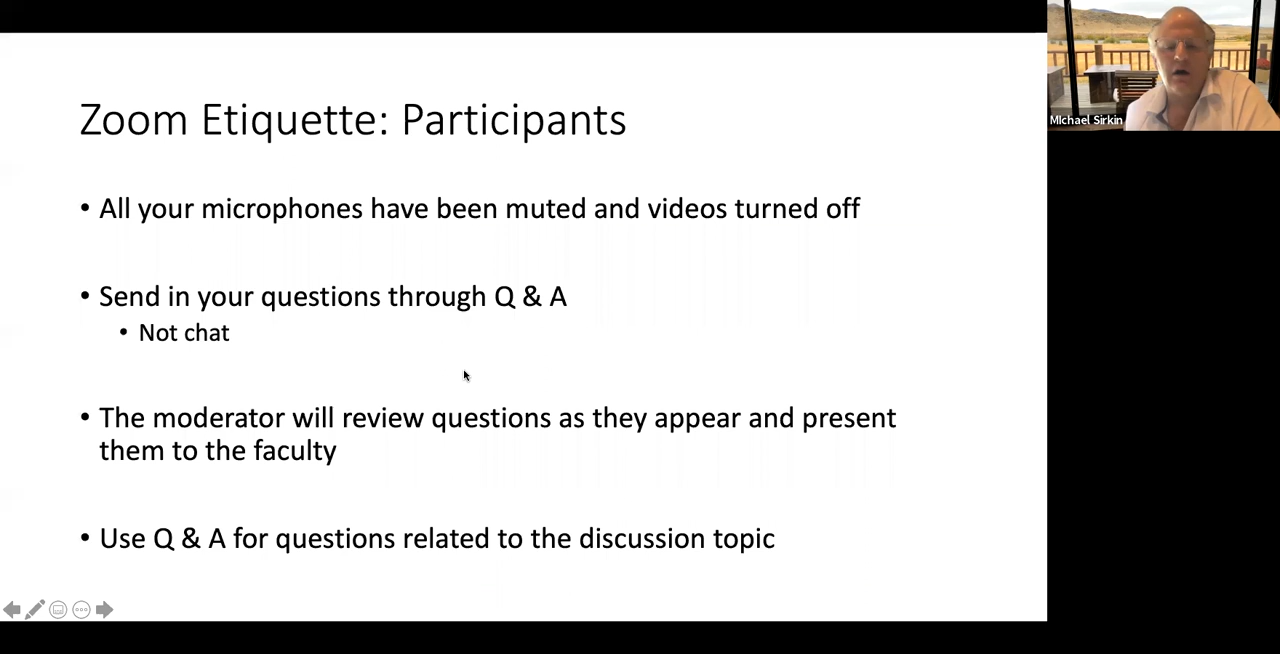 Zoom Etiquette: Participants
• All your microphones have been muted and videos turned off
• Send in your questions through Q & A
• Not chat
• The moderator will review questions as they appear and present
them to the faculty
• Use Q & A for questions related to the discussion topic
MIchael Sirkin